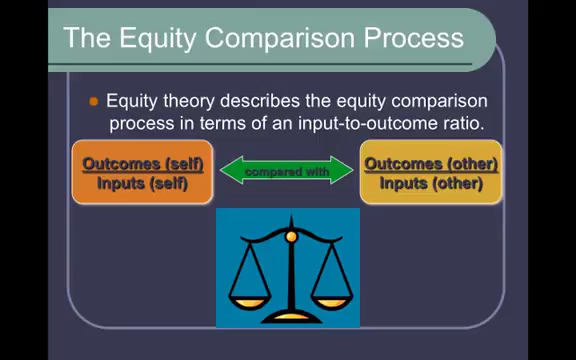 The Equity Comparison Process
Equity theory describes the equity comparison
process in terms of an input-to-outcome ratio.
Outcomes (self)
Inputs (self)
compared with
Outcomes (other)
Inputs (other)